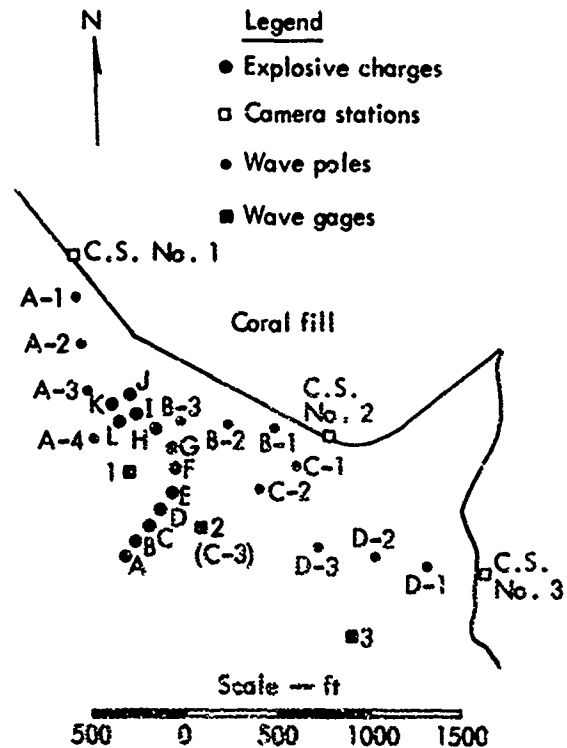 N
Legend
Explosive charges
Camera stations
Wave poles
Wave gages
C.S. No. 1
A-1
Coral fill
A-2
A-3
J
K
I
B-3
C.S.
No. 2
L
H
B-2
B-1
A-4
G
1
F
C-1
E
C-2
D
2
C
(C-3)
B
A
D-3
D-2
D-1
C.S.
No. 3
3
Scale — ft
500 0 500 1000 1500